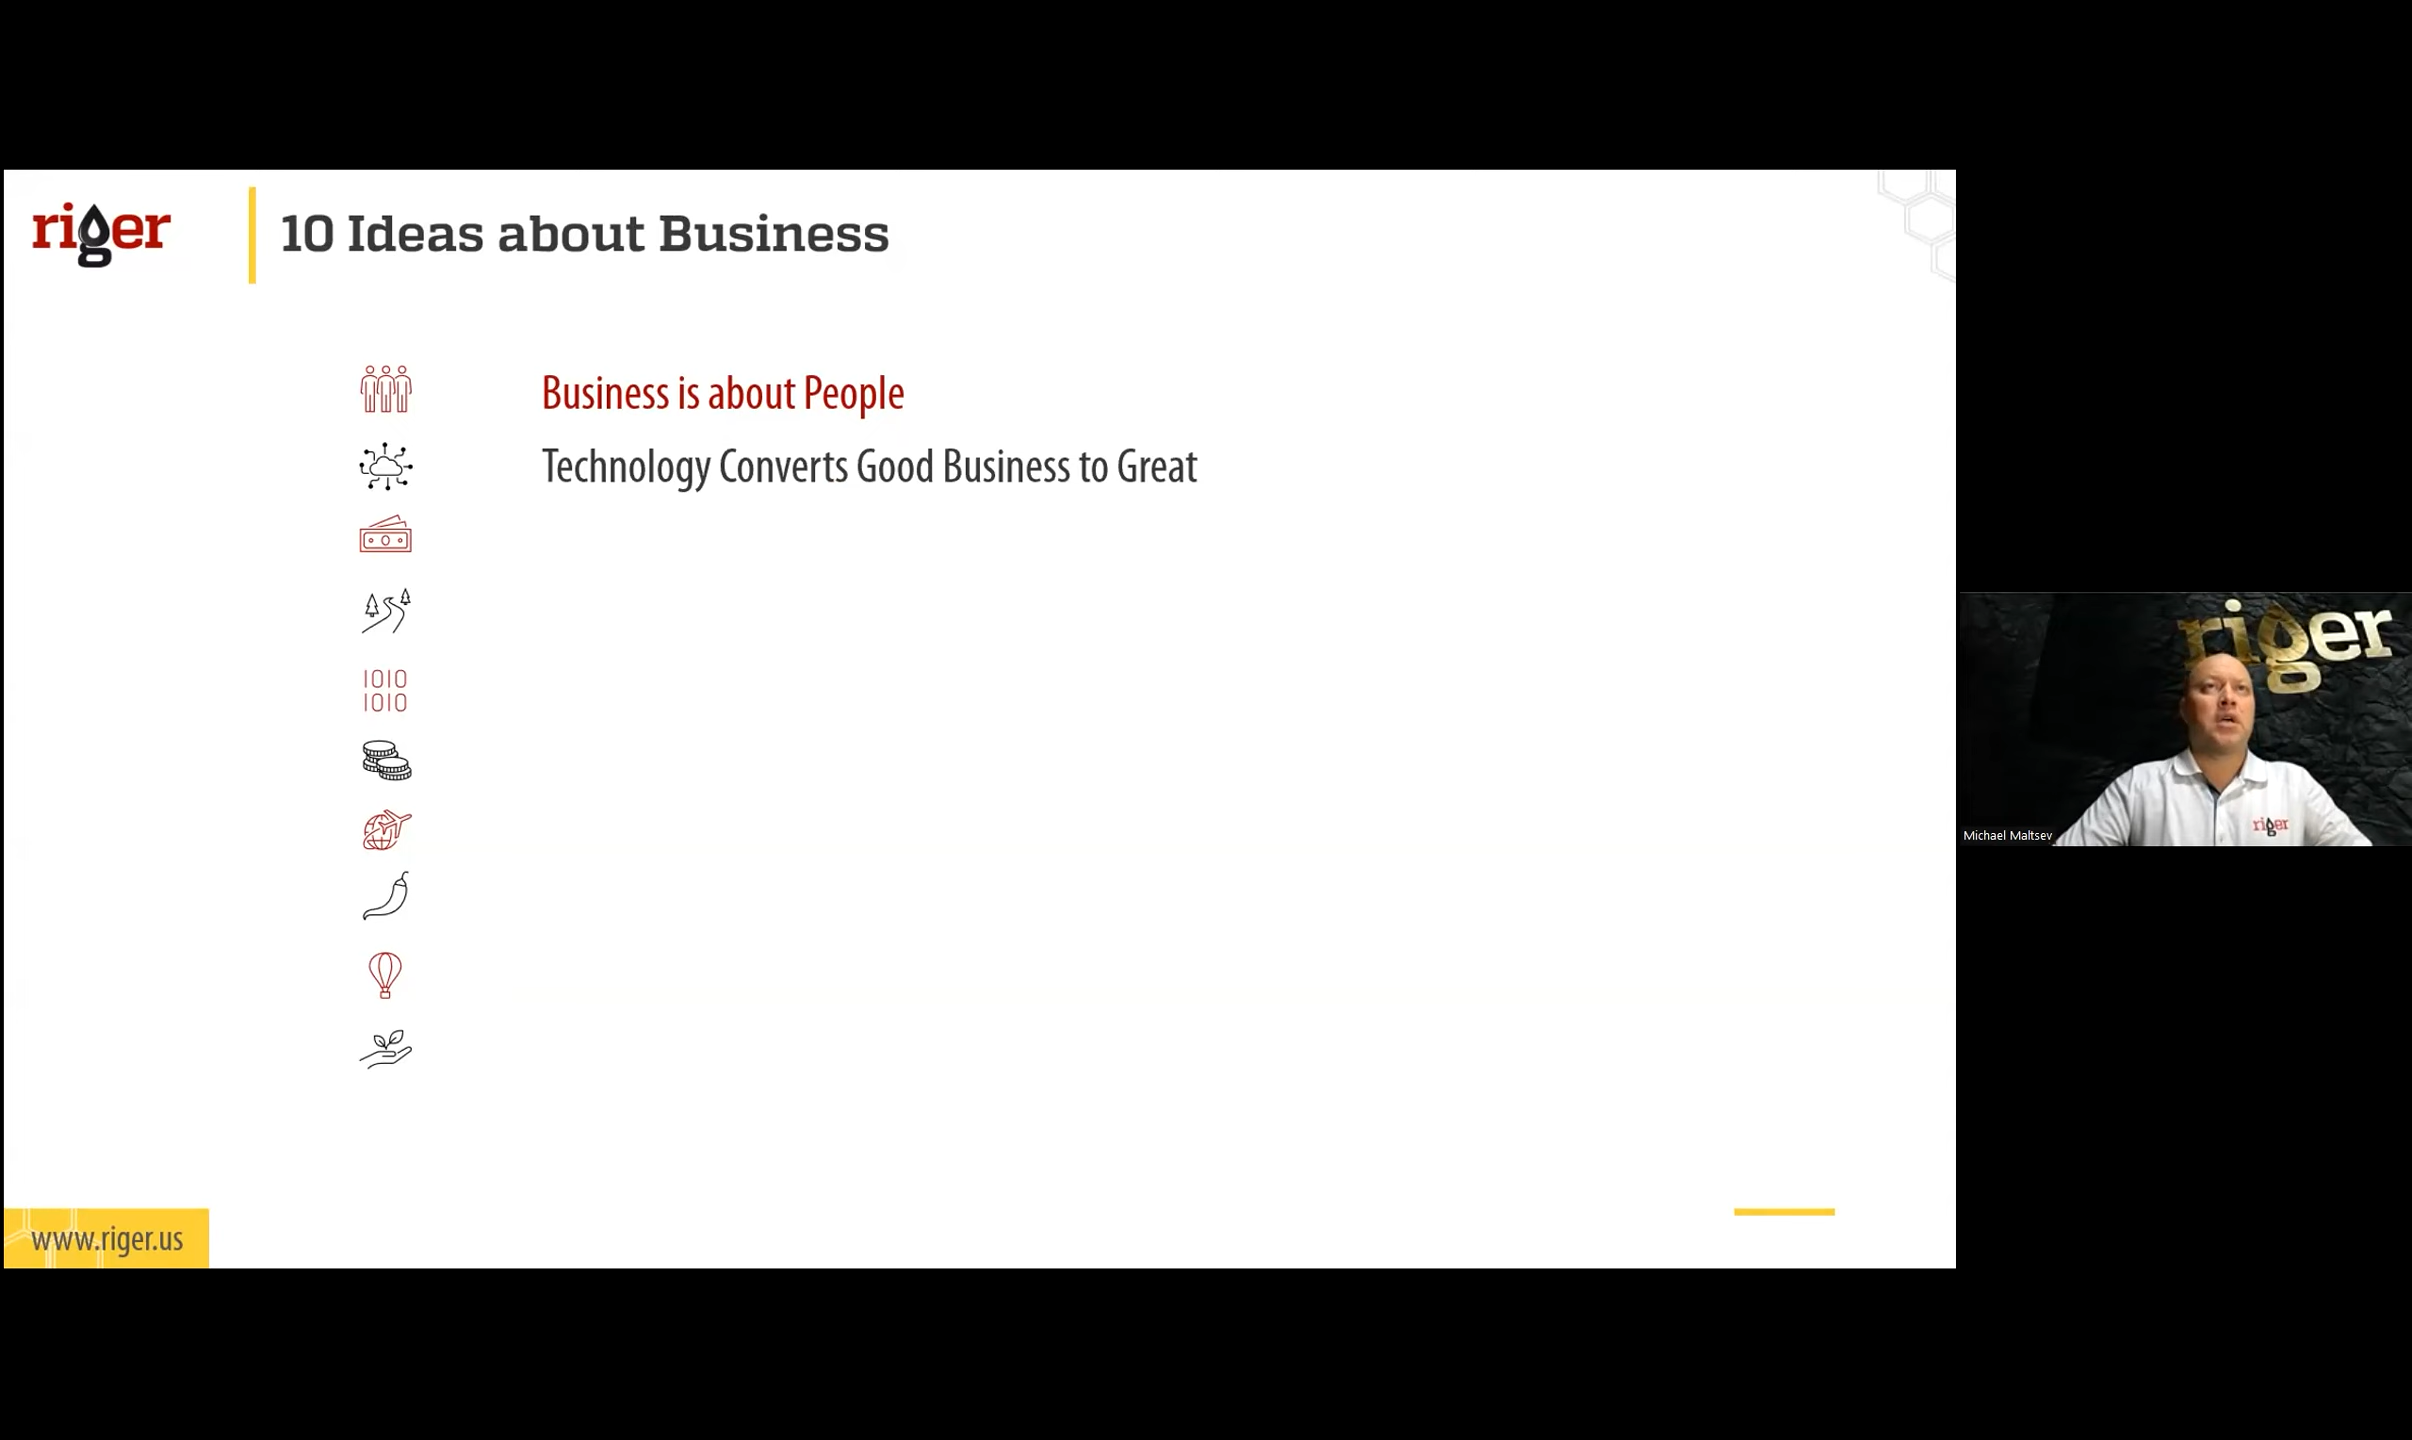 riger
10 Ideas about Business
Business is about People
Technology Converts Good Business to Great
1010
1010
riger
riger
Michael Maltsev
www.riger.us